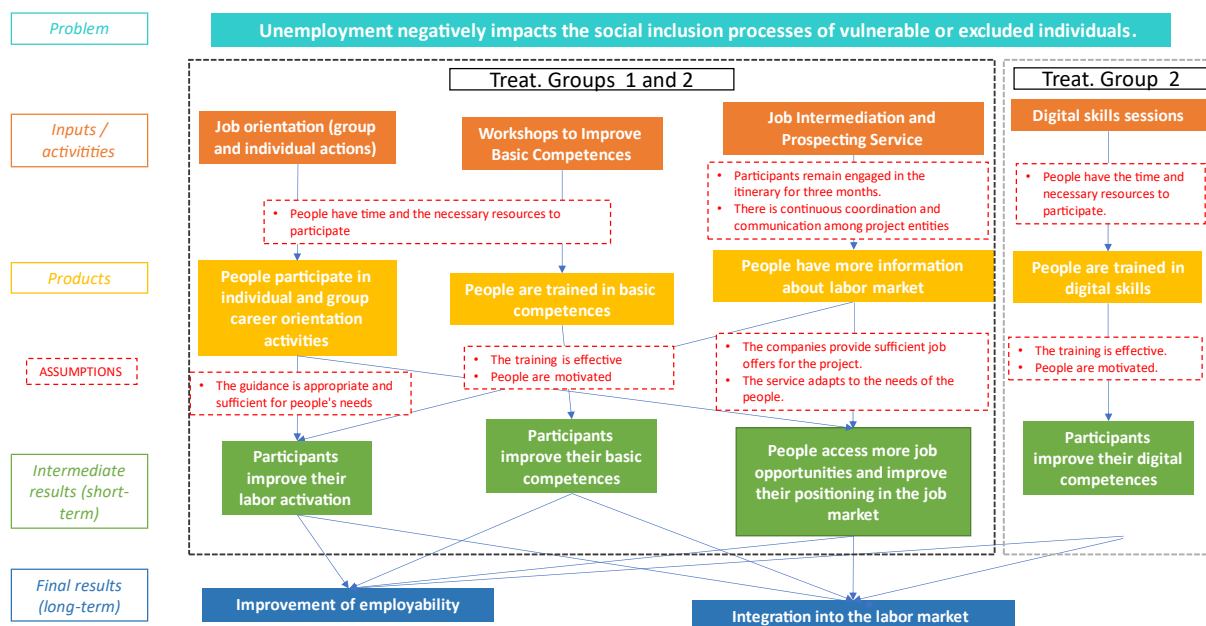 Problem
Unemployment negatively impacts the social inclusion processes of vulnerable or excluded individuals.
Treat. Groups 1 and 2
Treat. Group 2
Inputs /
activitities
Job orientation (group
and individual actions)
Workshops to Improve
Basic Competences
Job Intermediation and
Prospecting Service
Digital skills sessions
• People have time and the necessary resources to
participate
• Participants remain engaged in the
itinerary for three months.
• There is continuous coordination and
communication among project entities
• People have the time and
necessary resources to
participate.
Products
People participate in
individual and group
career orientation
activities
People are trained in basic
competences
People have more information
about labor market
People are trained in
digital skills
ASSUMPTIONS
• The guidance is appropriate and
sufficient for people's needs
• The training is effective
• People are motivated
• The companies provide sufficient job
offers for the project.
• The service adapts to the needs of the
people.
• The training is effective.
• People are motivated.
Intermediate
results (short-
term)
Participants
improve their
labor activation
Participants
improve their basic
competences
People access more job
opportunities and improve
their positioning in the job
market
Participants
improve their digital
competences
Final results
(long-term)
Improvement of employability
Integration into the labor market